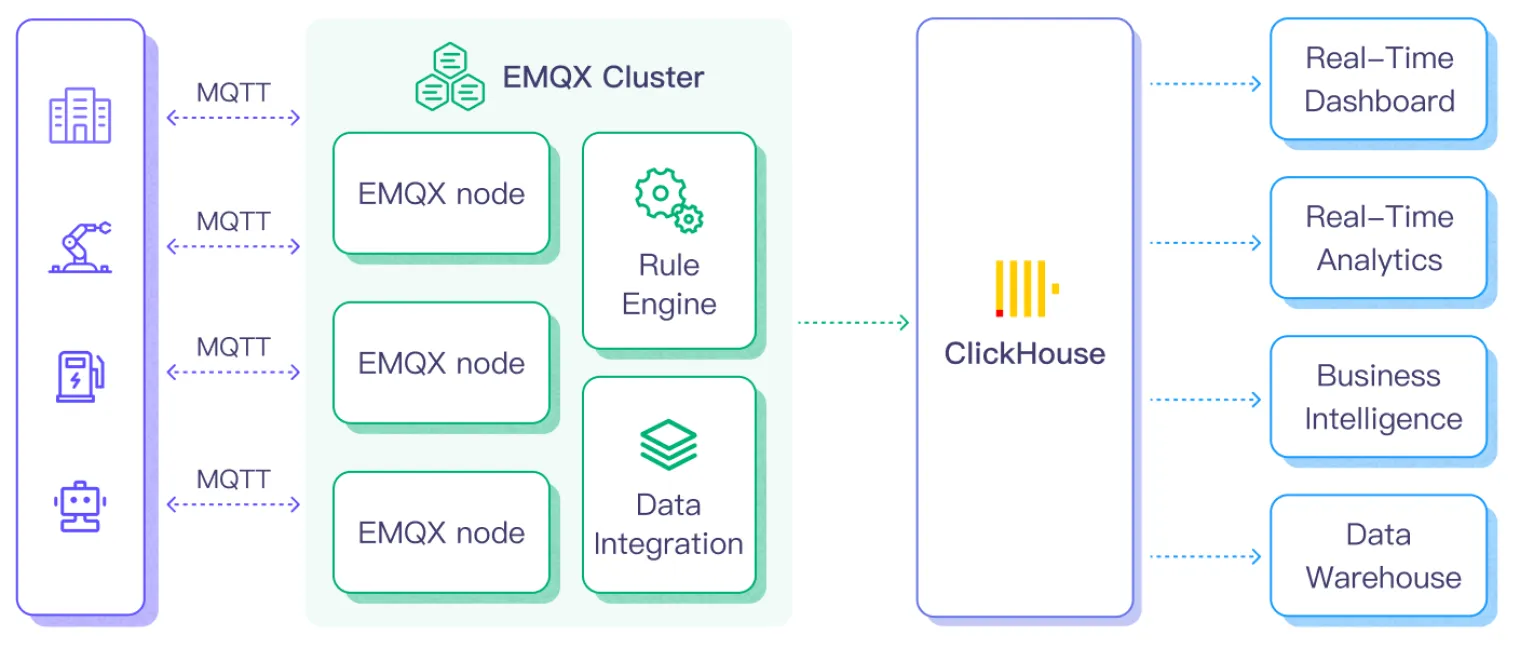 MQTT
MQTT
MQTT
MQTT
EMQX Cluster
EMQX node
EMQX node
EMQX node
Rule
Engine
Data
Integration
ClickHouse
Real-Time
Dashboard
Real-Time
Analytics
Business
Intelligence
Data
Warehouse